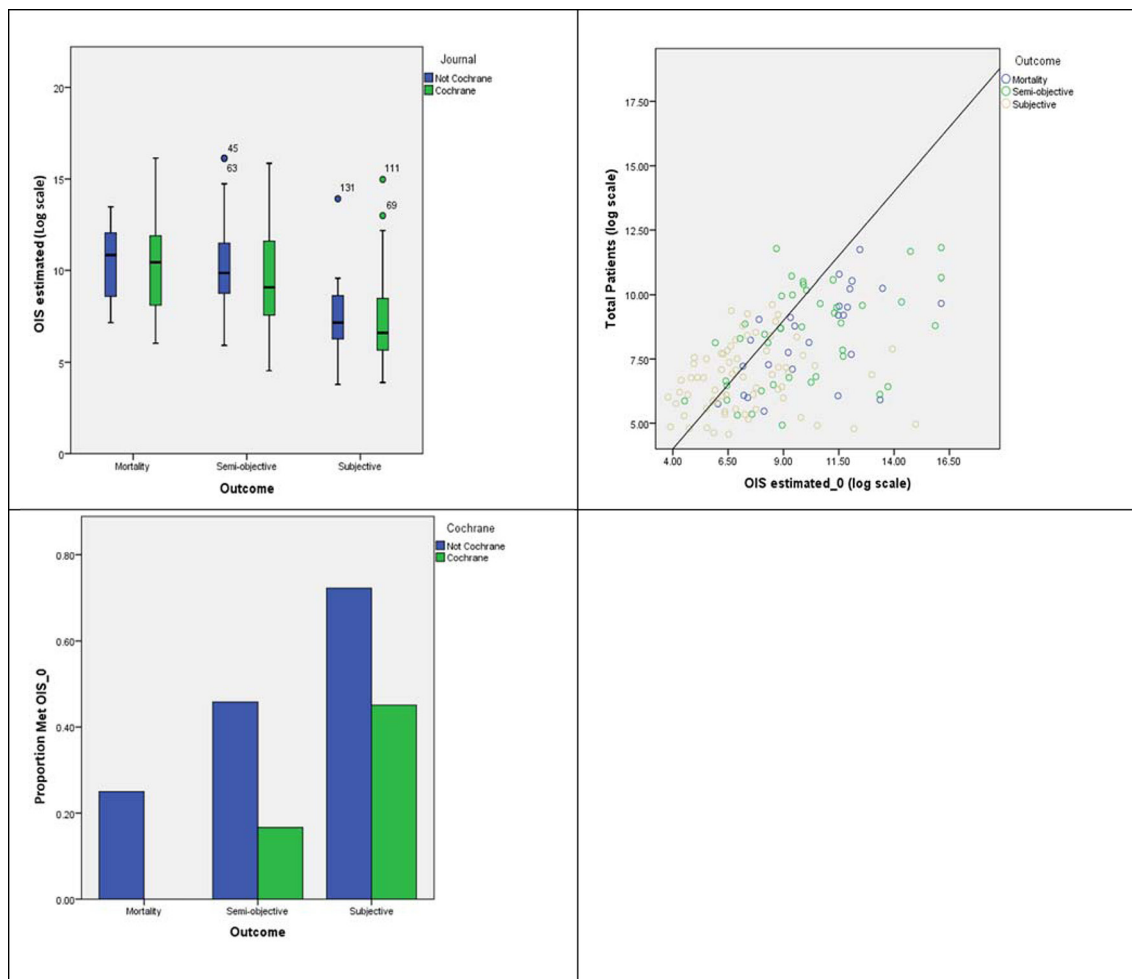 Journal
Not Cochrane
Cochrane
OIS estimated (Log scale)
20
15
10
5
0
45
63
131
111
69
Mortality Semi-objective Subjective
Outcome
Outcome
Mortality
Semi-objective
Subjective
Total Patients (log scale)
17.50
15.00
12.50
10.00
7.50
5.00
4.00 6.50 9.00 11.50 14.00 16.50
OIS estimated_0 (log scale)
Cochrane
Not Cochrane
Cochrane
Proportion Met OIS_0
0.80
0.60
0.40
0.20
0.00
Mortality Semi-objective Subjective
Outcome